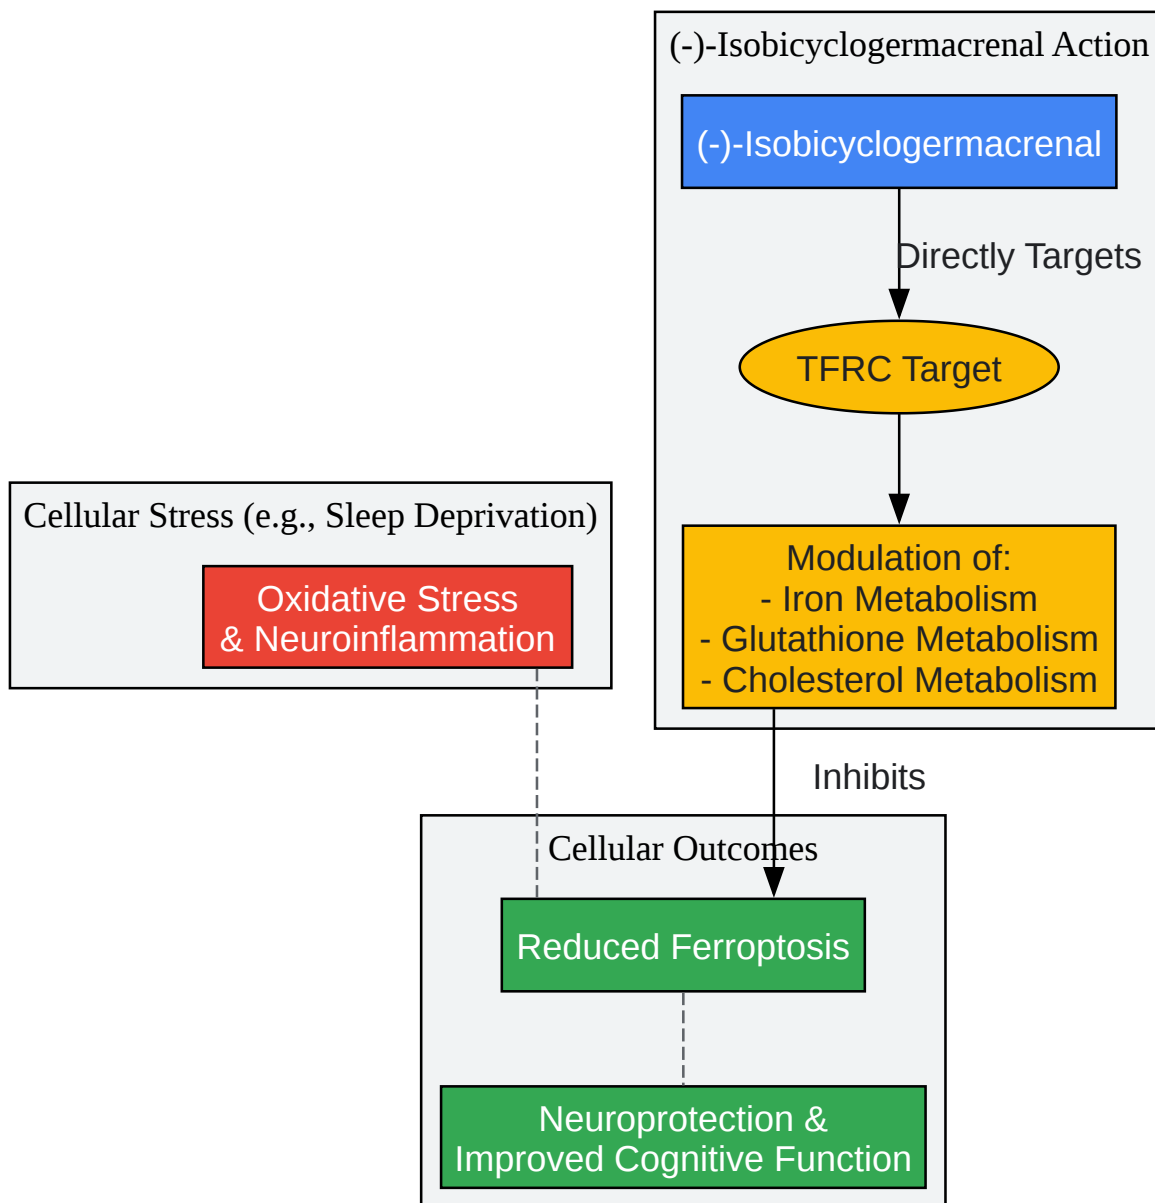 (-)-Isobicyclogermacrenal Action
(-)-Isobicyclogermacrenal
Directly Targets
TFRC Target
Cellular Stress (e.g., Sleep Deprivation)
Oxidative Stress
& Neuroinflammation
Modulation of:
- Iron Metabolism
- Glutathione Metabolism
- Cholesterol Metabolism
Inhibits
Cellular Outcomes
Reduced Ferroptosis
Neuroprotection &
Improved Cognitive Function